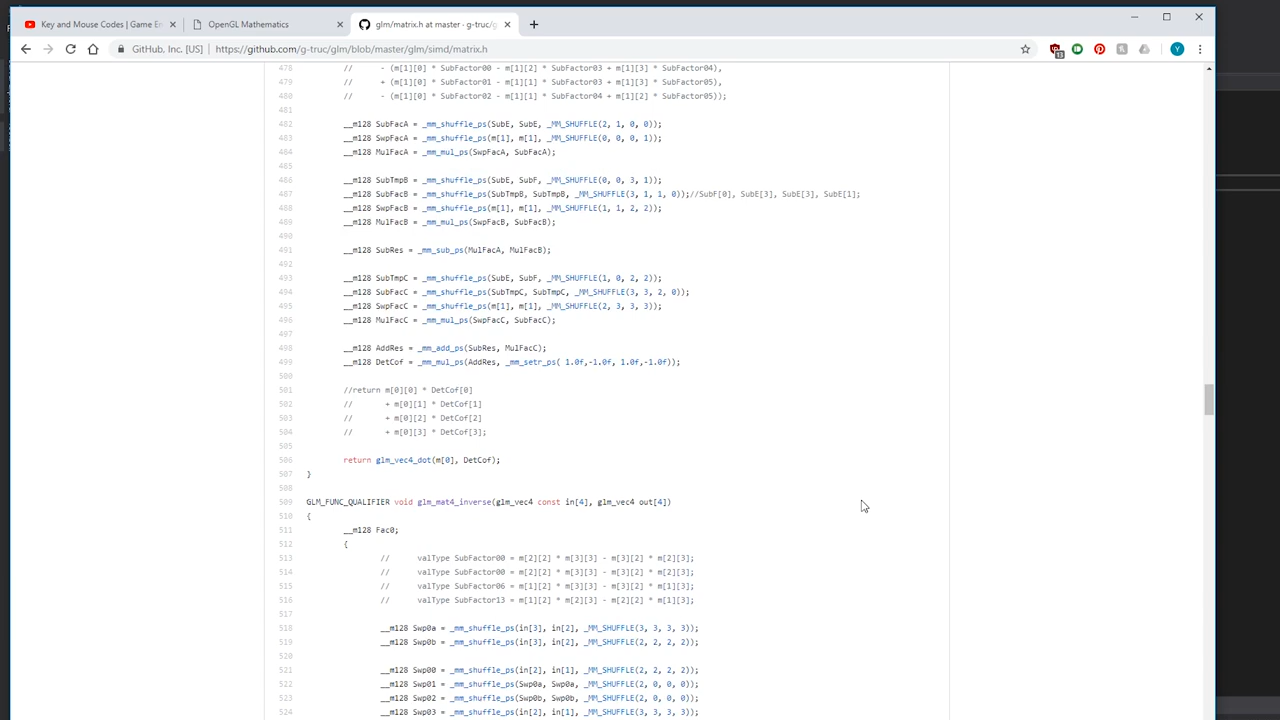 Key and Mouse Codes | Game En
OpenGL Mathematics
glm/matrix.h at master · g-truc/g
GitHub, Inc. [US]
https://github.com/g-truc/glm/blob/master/glm/simd/matrix.h
13
Y
478 // - (m[1][0] * SubFactor00 - m[1][2] * SubFactor03 + m[1][3] * SubFactor04),
479 // + (m[1][0] * SubFactor01 - m[1][1] * SubFactor03 + m[1][3] * SubFactor05),
480 // - (m[1][0] * SubFactor02 - m[1][1] * SubFactor04 + m[1][2] * SubFactor05));
481
482 __m128 SubFacA = _mm_shuffle_ps(SubE, SubE, _MM_SHUFFLE(2, 1, 0, 0));
483 __m128 SwpFacA = _mm_shuffle_ps(m[1], m[1], _MM_SHUFFLE(0, 0, 0, 1));
484 __m128 MulFacA = _mm_mul_ps(SwpFacA, SubFacA);
485
486 __m128 SubTmpB = _mm_shuffle_ps(SubE, SubF, _MM_SHUFFLE(0, 0, 3, 1));
487 __m128 SubFacB = _mm_shuffle_ps(SubTmpB, SubTmpB, _MM_SHUFFLE(3, 1, 1, 0));//SubF[0], SubE[3], SubE[3], SubE[1];
488 __m128 SwpFacB = _mm_shuffle_ps(m[1], m[1], _MM_SHUFFLE(1, 1, 2, 2));
489 __m128 MulFacB = _mm_mul_ps(SwpFacB, SubFacB);
490
491 __m128 SubRes = _mm_sub_ps(MulFacA, MulFacB);
492
493 __m128 SubTmpC = _mm_shuffle_ps(SubE, SubF, _MM_SHUFFLE(1, 0, 2, 2));
494 __m128 SubFacC = _mm_shuffle_ps(SubTmpC, SubTmpC, _MM_SHUFFLE(3, 3, 2, 0));
495 __m128 SwpFacC = _mm_shuffle_ps(m[1], m[1], _MM_SHUFFLE(2, 3, 3, 3));
496 __m128 MulFacC = _mm_mul_ps(SwpFacC, SubFacC);
497
498 __m128 AddRes = _mm_add_ps(SubRes, MulFacC);
499 __m128 DetCof = _mm_mul_ps(AddRes, _mm_setr_ps( 1.0f,-1.0f, 1.0f,-1.0f));
500
501 //return m[0][0] * DetCof[0]
502 // + m[0][1] * DetCof[1]
503 // + m[0][2] * DetCof[2]
504 // + m[0][3] * DetCof[3];
505
506 return glm_vec4_dot(m[0], DetCof);
507 }
508
509 GLM_FUNC_QUALIFIER void glm_mat4_inverse(glm_vec4 const in[4], glm_vec4 out[4])
510 {
511 __m128 Fac0;
512 {
513 // valType SubFactor00 = m[2][2] * m[3][3] - m[3][2] * m[2][3];
514 // valType SubFactor00 = m[2][2] * m[3][3] - m[3][2] * m[2][3];
515 // valType SubFactor06 = m[1][2] * m[3][3] - m[3][2] * m[1][3];
516 // valType SubFactor13 = m[1][2] * m[2][3] - m[2][2] * m[1][3];
517
518 __m128 Swp0a = _mm_shuffle_ps(in[3], in[2], _MM_SHUFFLE(3, 3, 3, 3));
519 __m128 Swp0b = _mm_shuffle_ps(in[3], in[2], _MM_SHUFFLE(2, 2, 2, 2));
520
521 __m128 Swp00 = _mm_shuffle_ps(in[2], in[1], _MM_SHUFFLE(2, 2, 2, 2));
522 __m128 Swp01 = _mm_shuffle_ps(Swp0a, Swp0a, _MM_SHUFFLE(2, 0, 0, 0));
523 __m128 Swp02 = _mm_shuffle_ps(Swp0b, Swp0b, _MM_SHUFFLE(2, 0, 0, 0));
524 __m128 Swp03 = _mm_shuffle_ps(in[2], in[1], _MM_SHUFFLE(3, 3, 3, 3));